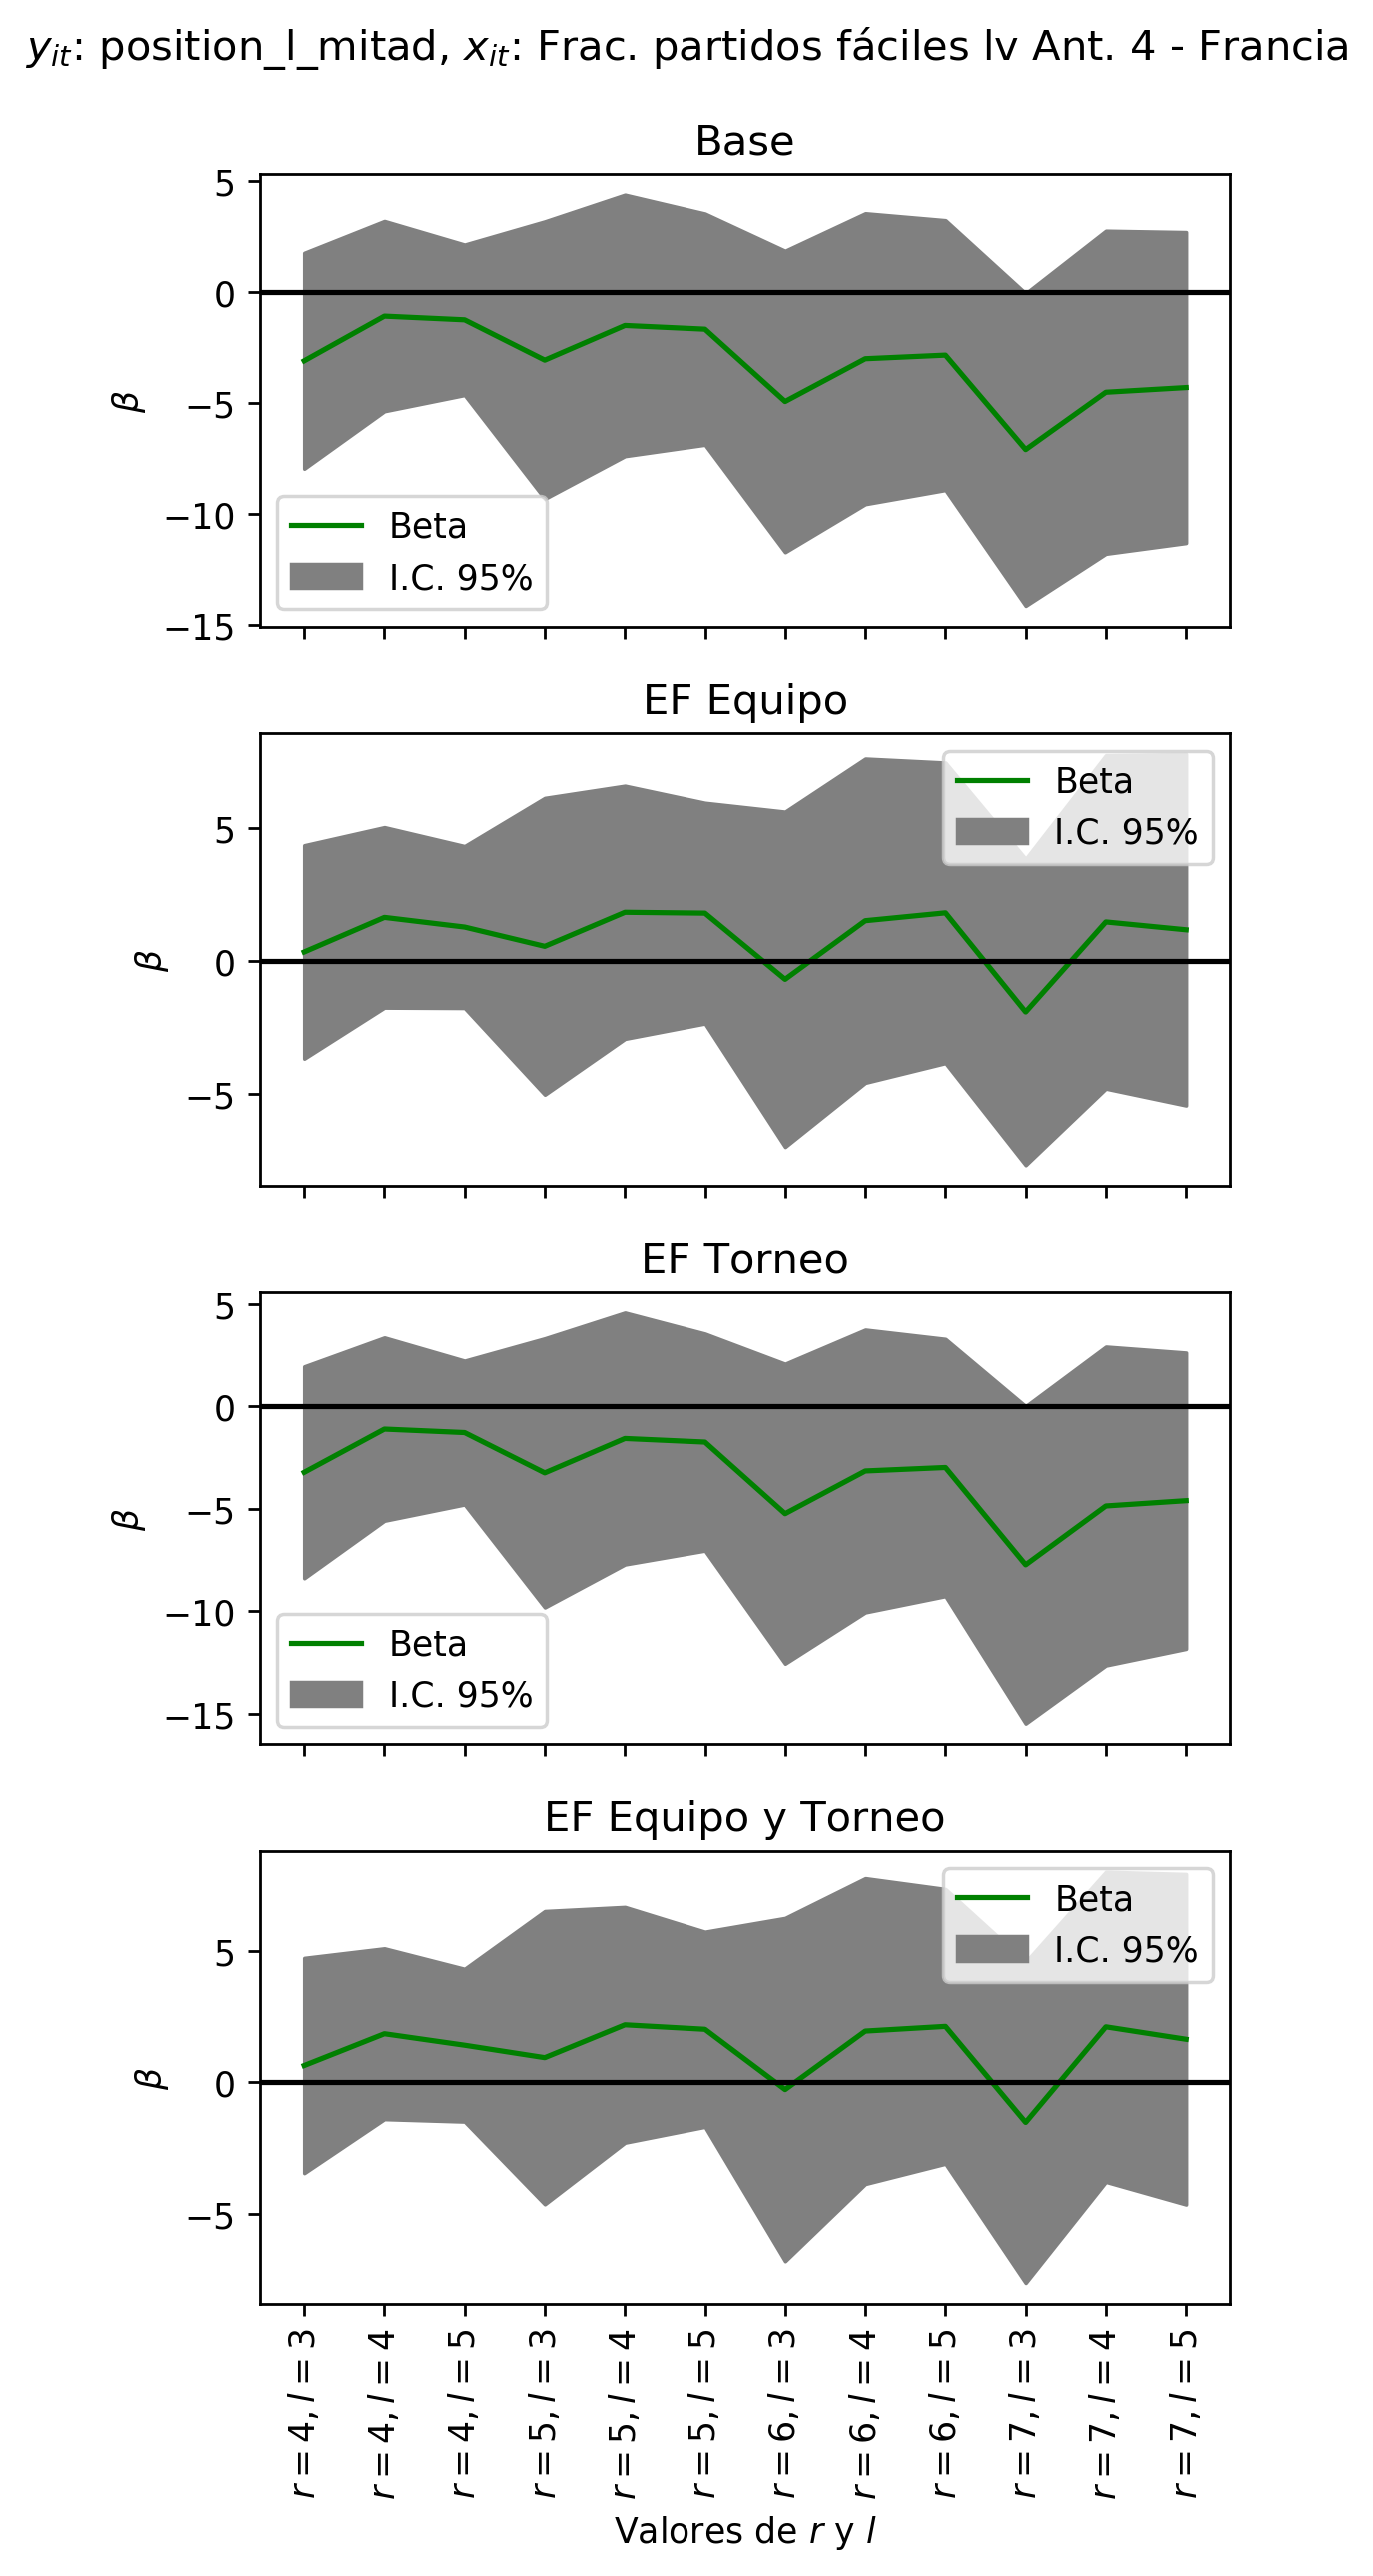 y_it: position_l_mitad, x_it: Frac. partidos fáciles lv Ant. 4 - Francia
Base
5
0
−5
−10
−15
β
Beta
I.C. 95%
EF Equipo
5
0
−5
β
Beta
I.C. 95%
EF Torneo
5
0
−5
−10
−15
β
Beta
I.C. 95%
EF Equipo y Torneo
5
0
−5
β
Beta
I.C. 95%
r = 4, l = 3
r = 4, l = 4
r = 4, l = 5
r = 5, l = 3
r = 5, l = 4
r = 5, l = 5
r = 6, l = 3
r = 6, l = 4
r = 6, l = 5
r = 7, l = 3
r = 7, l = 4
r = 7, l = 5
Valores de r y l